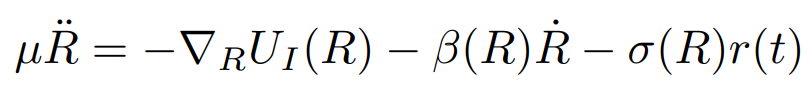 μR̈ = −∇_R U_I(R) − β(R)Ṙ − σ(R)r(t)